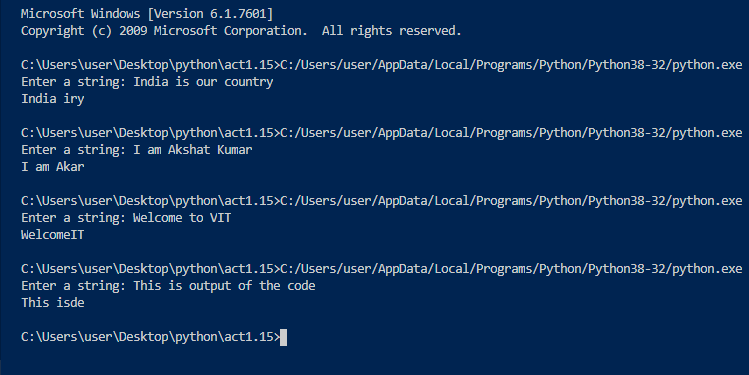 Microsoft Windows [Version 6.1.7601]
Copyright (c) 2009 Microsoft Corporation.  All rights reserved.
C:\Users\user\Desktop\python\act1.15>C:/Users/user/AppData/Local/Programs/Python/Python38-32/python.exe
Enter a string: India is our country
India iry
C:\Users\user\Desktop\python\act1.15>C:/Users/user/AppData/Local/Programs/Python/Python38-32/python.exe
Enter a string: I am Akshat Kumar
I am Akar
C:\Users\user\Desktop\python\act1.15>C:/Users/user/AppData/Local/Programs/Python/Python38-32/python.exe
Enter a string: Welcome to VIT
WelcomeIT
C:\Users\user\Desktop\python\act1.15>C:/Users/user/AppData/Local/Programs/Python/Python38-32/python.exe
Enter a string: This is output of the code
This isde
C:\Users\user\Desktop\python\act1.15>